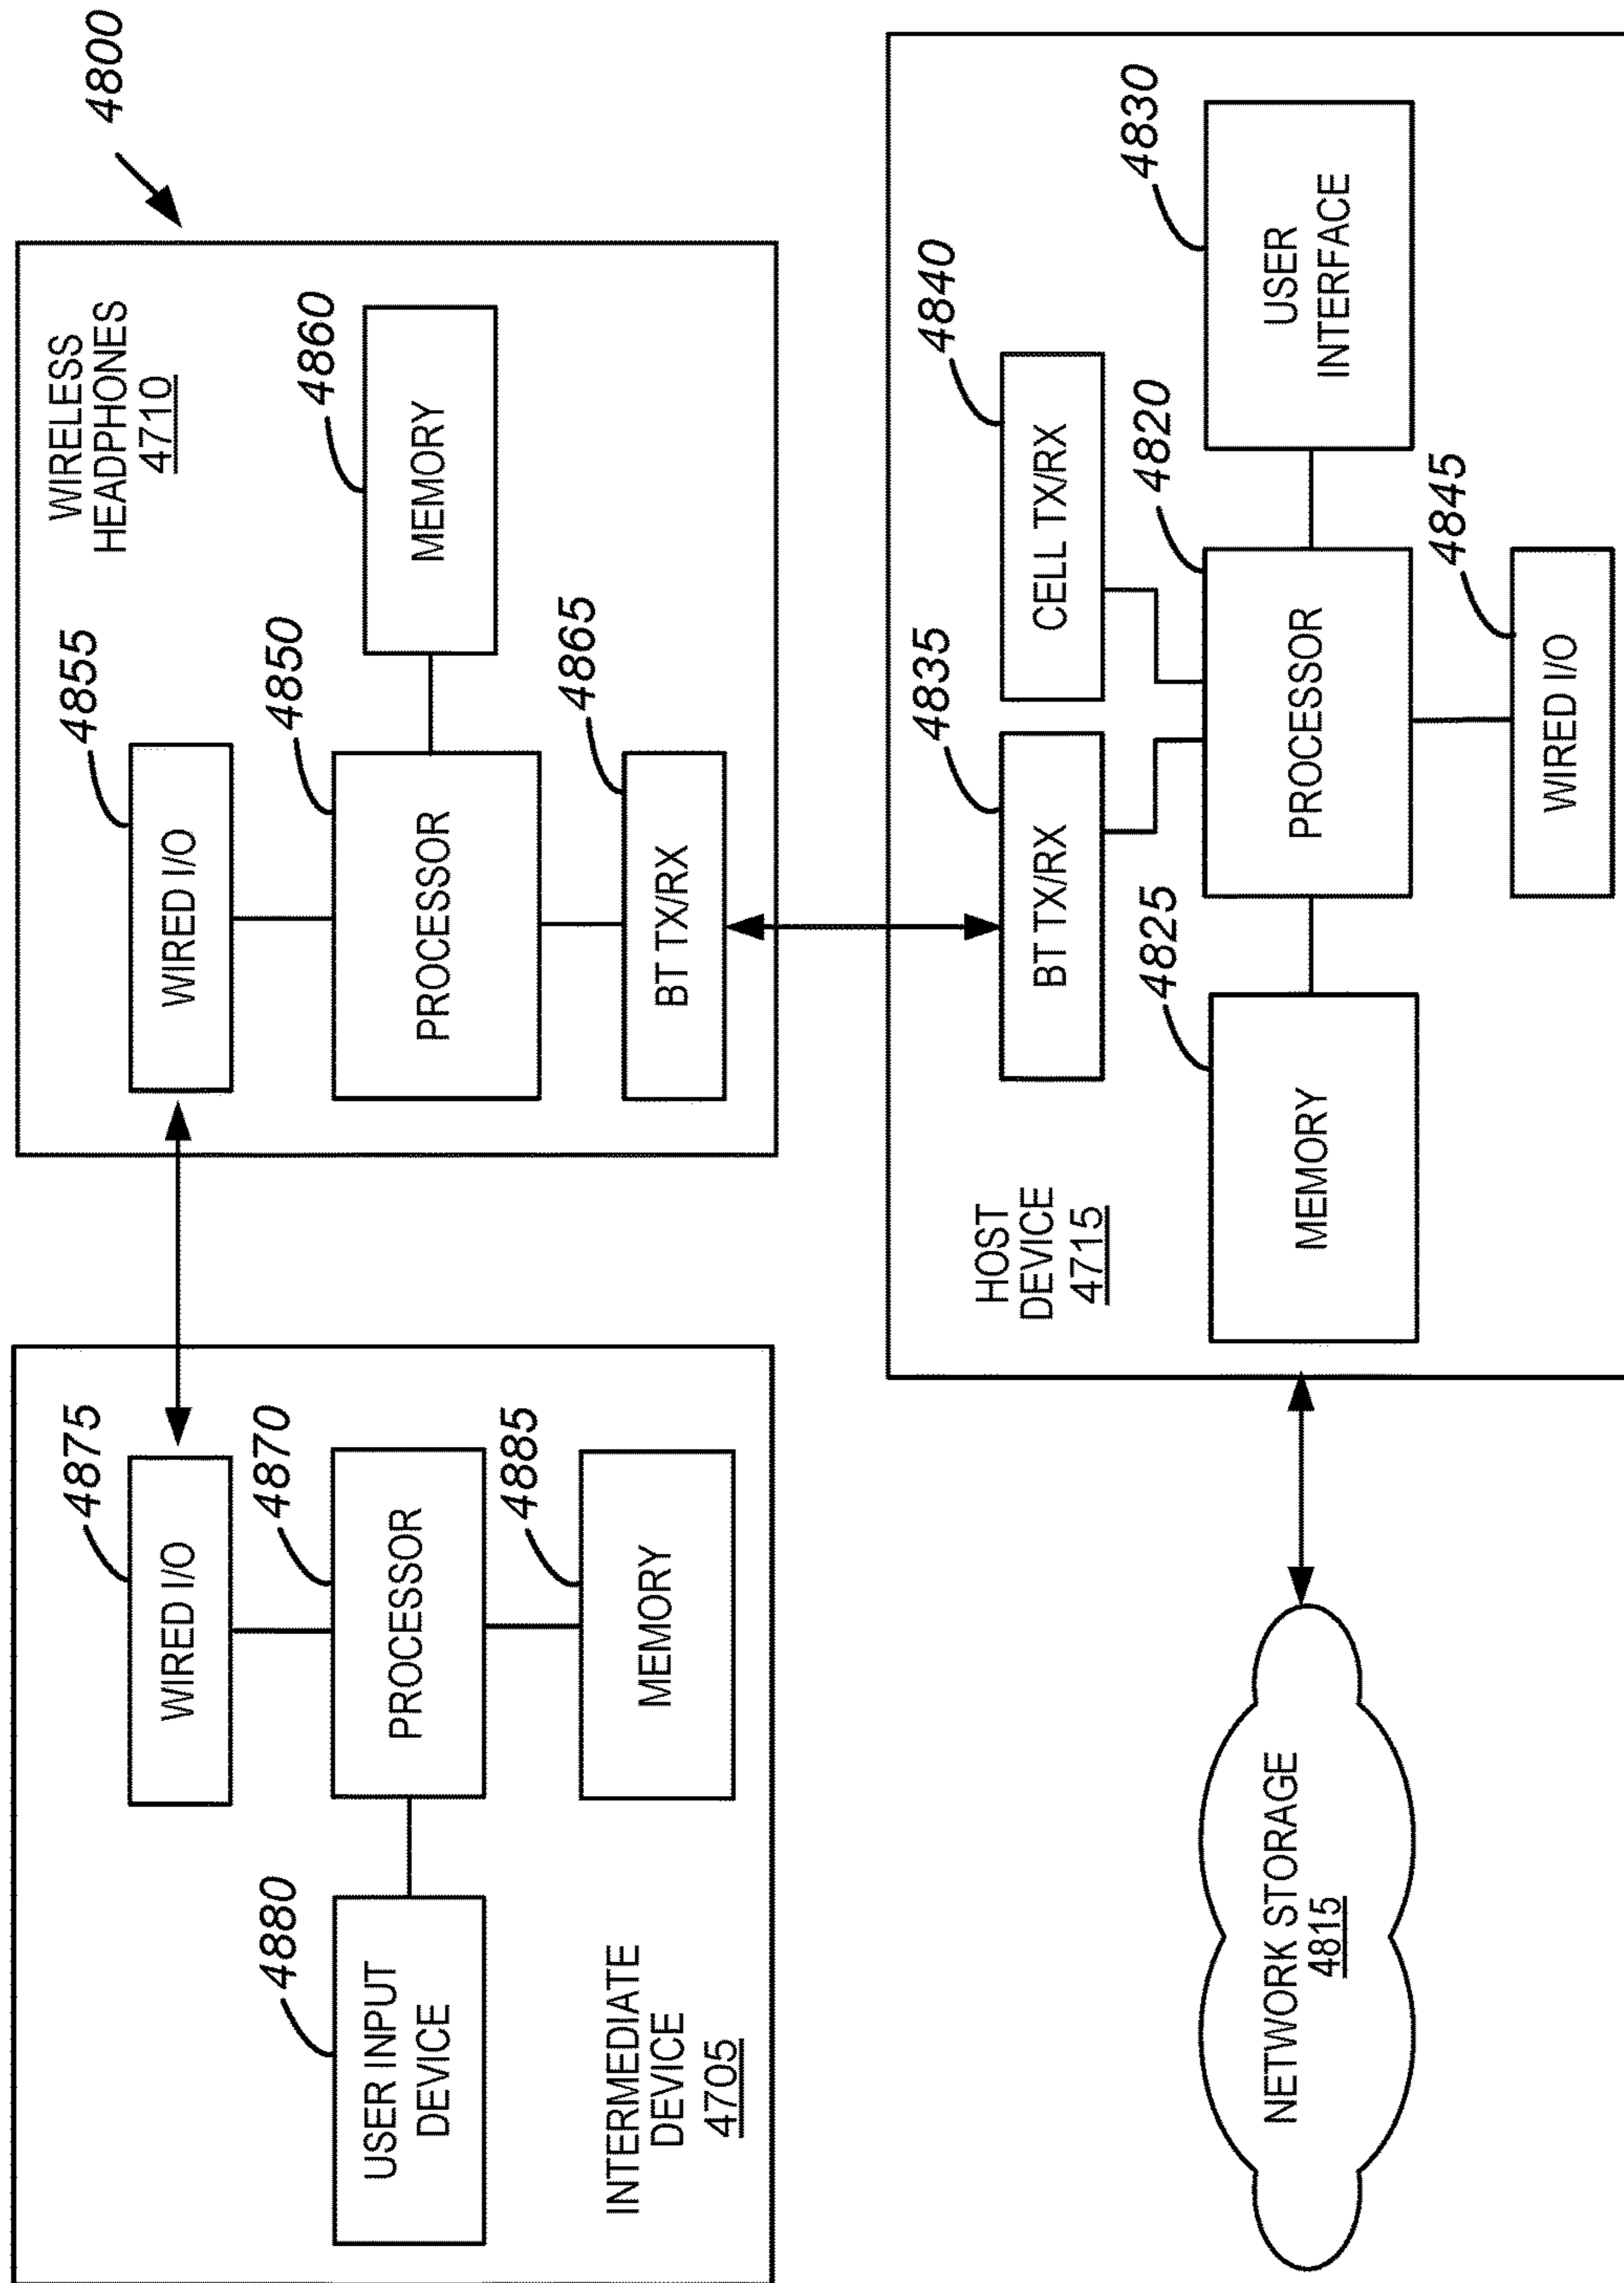 4800
INTERMEDIATE
DEVICE
4705
USER INPUT
DEVICE
4880
WIRED I/O
4875
PROCESSOR
4870
MEMORY
4885
WIRELESS
HEADPHONES
4710
WIRED I/O
4855
PROCESSOR
4850
MEMORY
4860
BT TX/RX
4865
NETWORK STORAGE
4815
HOST
DEVICE
4715
MEMORY
4825
BT TX/RX
4835
CELL TX/RX
4840
PROCESSOR
4820
USER
INTERFACE
4830
WIRED I/O
4845